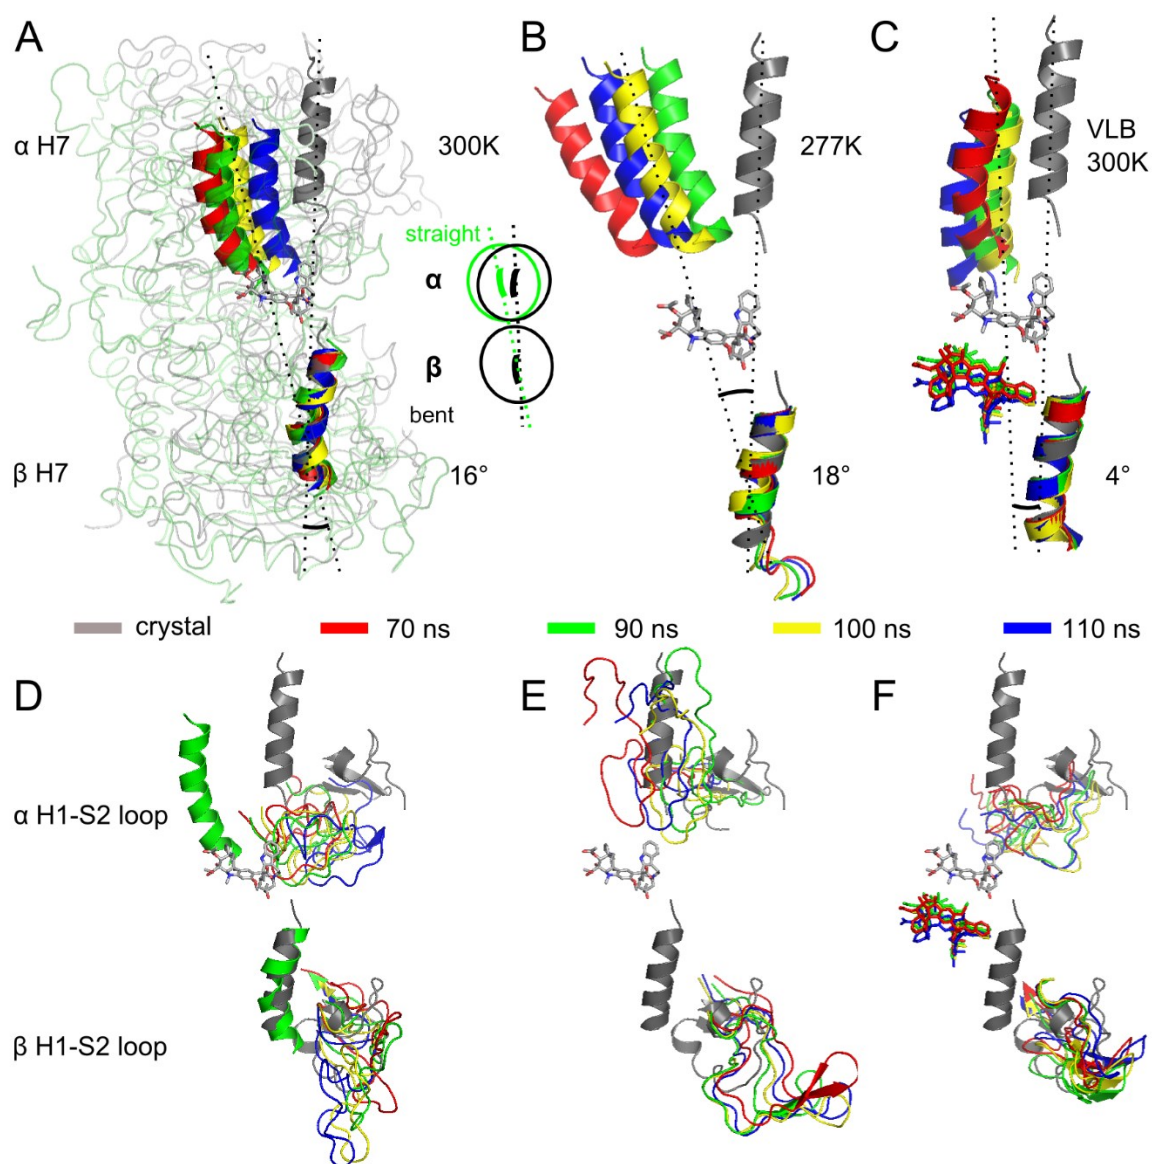 A
B
C
α H7
300K
277K
VLB
300K
straight
α
β
bent
β H7
16°
18°
4°
crystal
70 ns
90 ns
100 ns
110 ns
D
E
F
α H1-S2 loop
β H1-S2 loop